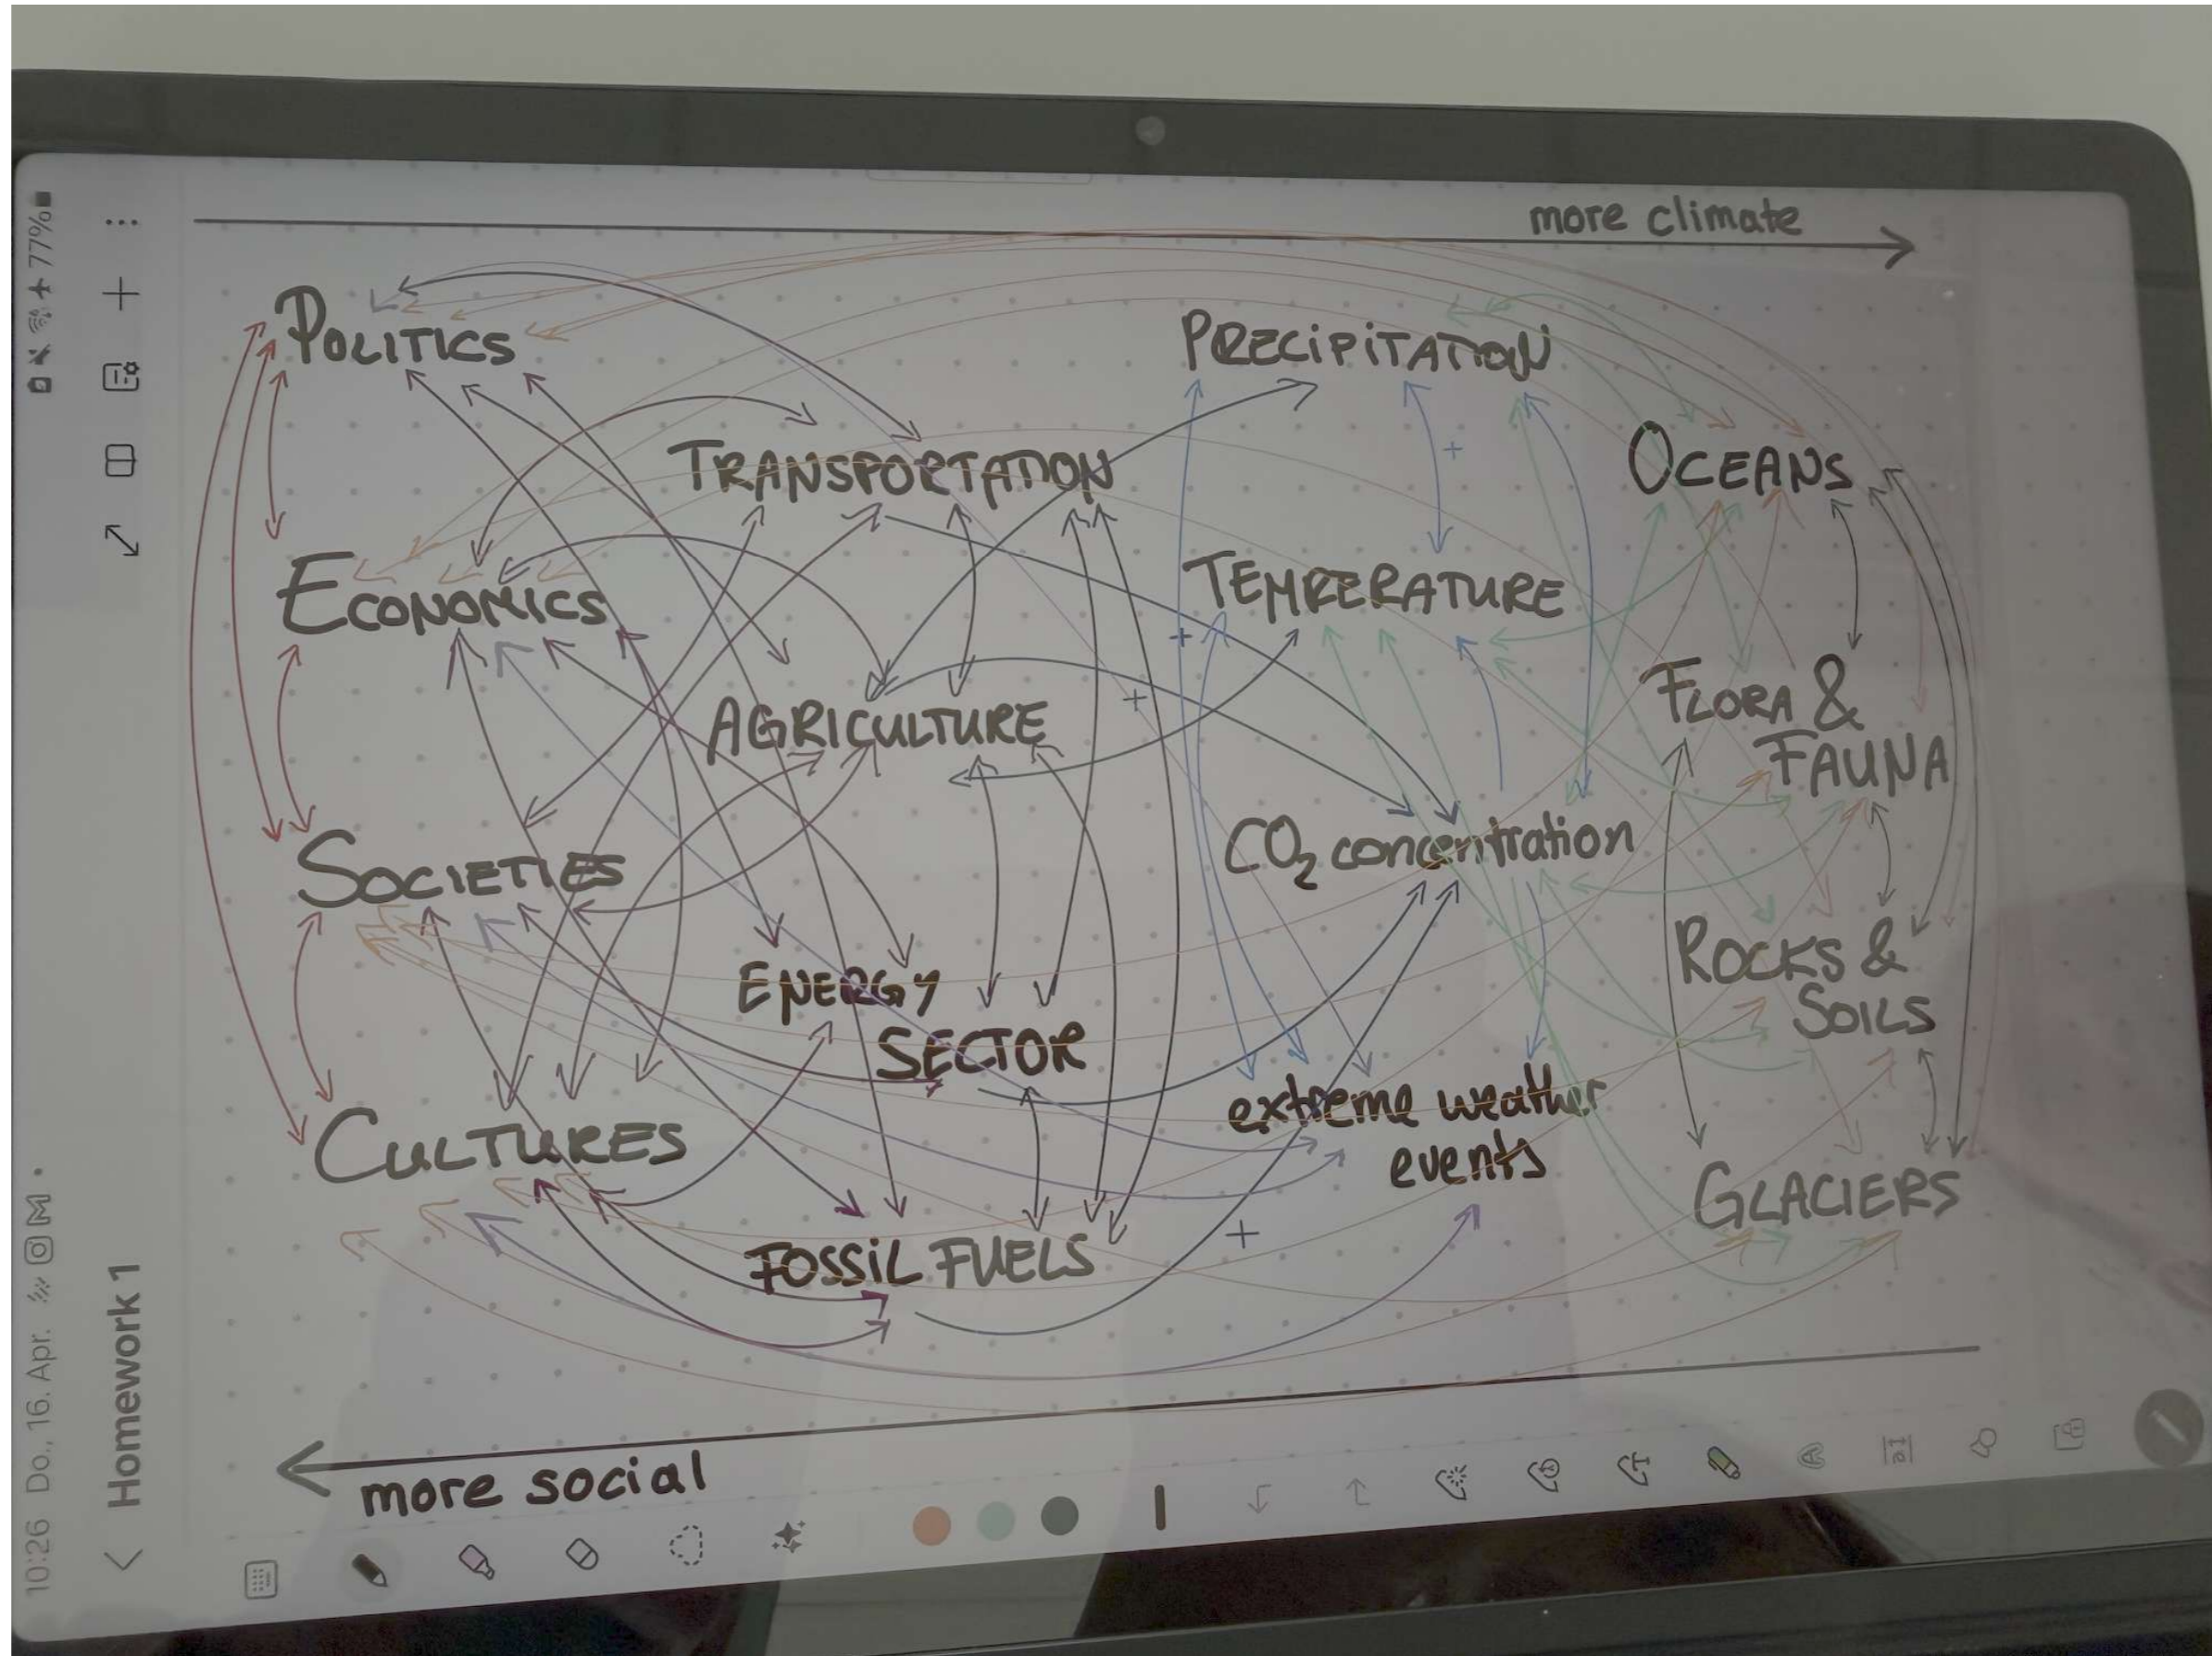 10:26 Do., 16. Apr.
77%
Homework 1
more climate
POLITICS
PRECIPITATION
TRANSPORTATION
OCEANS
+
ECONOMICS
TEMPERATURE
+
FLORA &
FAUNA
AGRICULTURE
+
SOCIETIES
CO₂ concentration
ROCKS &
SOILS
ENERGY
SECTOR
extreme weather
events
CULTURES
GLACIERS
FOSSIL FUELS
+
more social